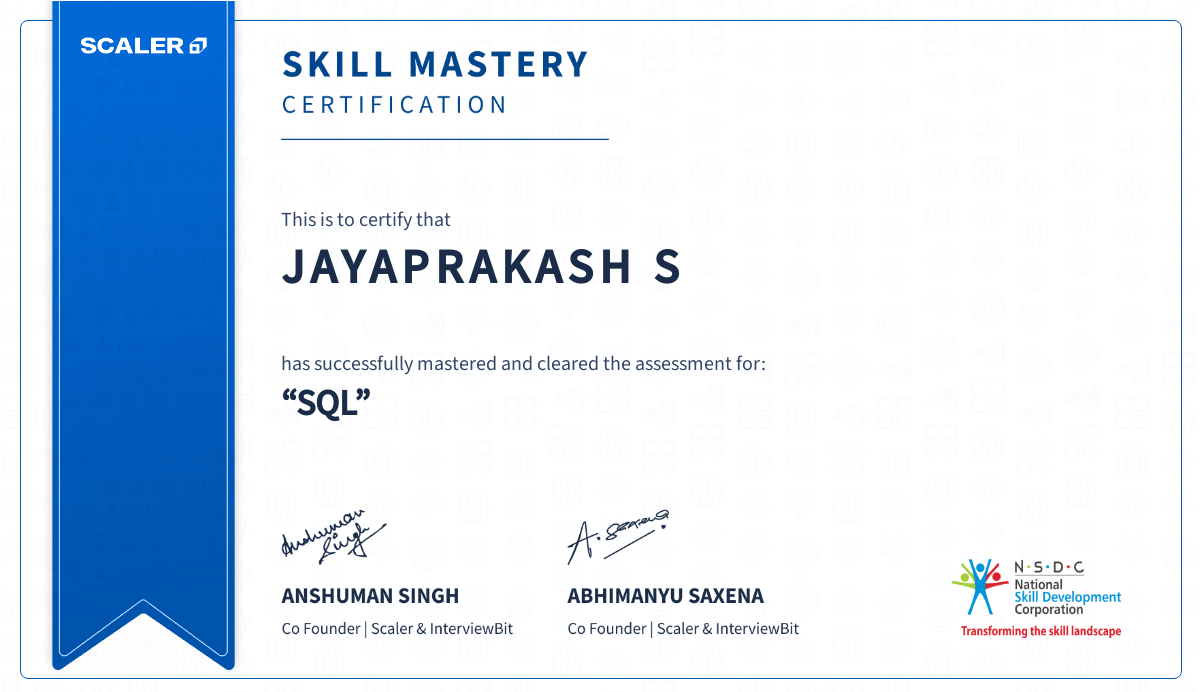 SCALER
SKILL MASTERY
CERTIFICATION
This is to certify that
JAYAPRAKASH S
has successfully mastered and cleared the assessment for:
“SQL”
Anshuman
Singh
A. Saxena
ANSHUMAN SINGH
ABHIMANYU SAXENA
Co Founder | Scaler & InterviewBit
Co Founder | Scaler & InterviewBit
N·S·D·C
National
Skill Development
Corporation
Transforming the skill landscape